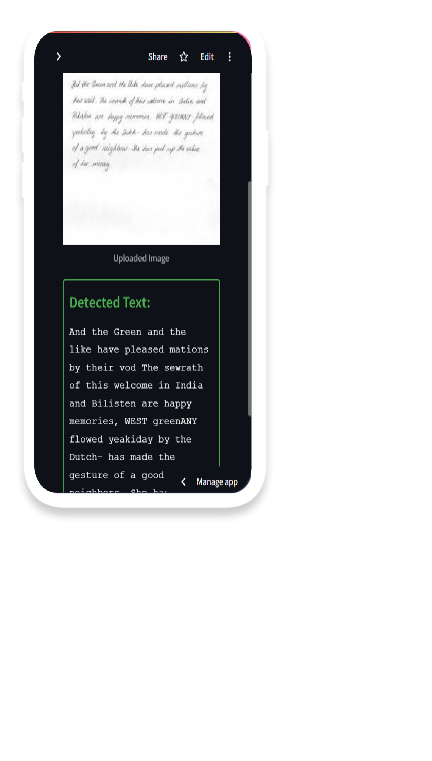 Share Edit
And the Queen and the Duke have pleased millions by
their visit. The warmth of their welcome in India and
Pakistan are happy memories. WEST GERMANY followed
yesterday by the Dutch - has made the gesture
of a good neighbour. She has put up the value
of her money.
Uploaded Image
Detected Text:
And the Green and the
like have pleased mations
by their vod The sewrath
of this welcome in India
and Bilisten are happy
memories, WEST greenANY
flowed yeakiday by the
Dutch- has made the
gesture of a good
neighbors. She ha
Manage app